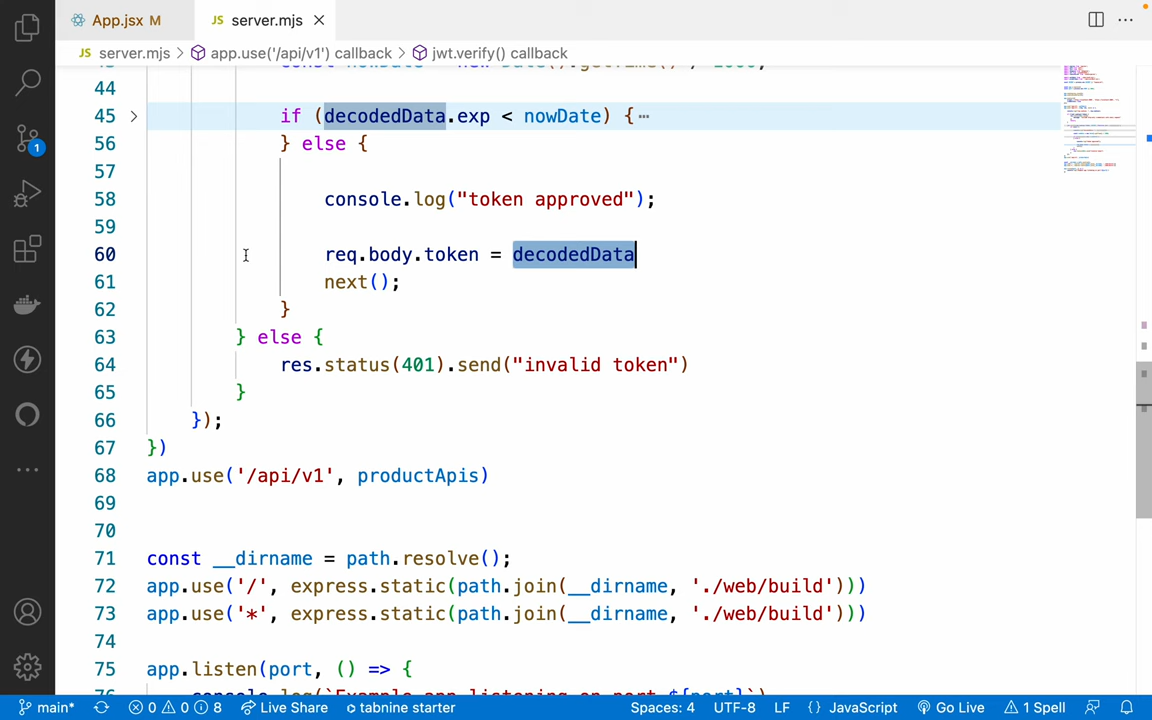 App.jsx M
server.mjs
server.mjs > app.use('/api/v1') callback > jwt.verify() callback
44
45 if (decodedData.exp < nowDate) {
56 } else {
57
58 console.log("token approved");
59
60 req.body.token = decodedData
61 next();
62 }
63 } else {
64 res.status(401).send("invalid token")
65 }
66 });
67 })
68 app.use('/api/v1', productApis)
69
70
71 const __dirname = path.resolve();
72 app.use('/', express.static(path.join(__dirname, './web/build')))
73 app.use('*', express.static(path.join(__dirname, './web/build')))
74
75 app.listen(port, () => {
1
main* 0 0 8 Live Share tabnine starter Spaces: 4 UTF-8 LF {} JavaScript Go Live 1 Spell